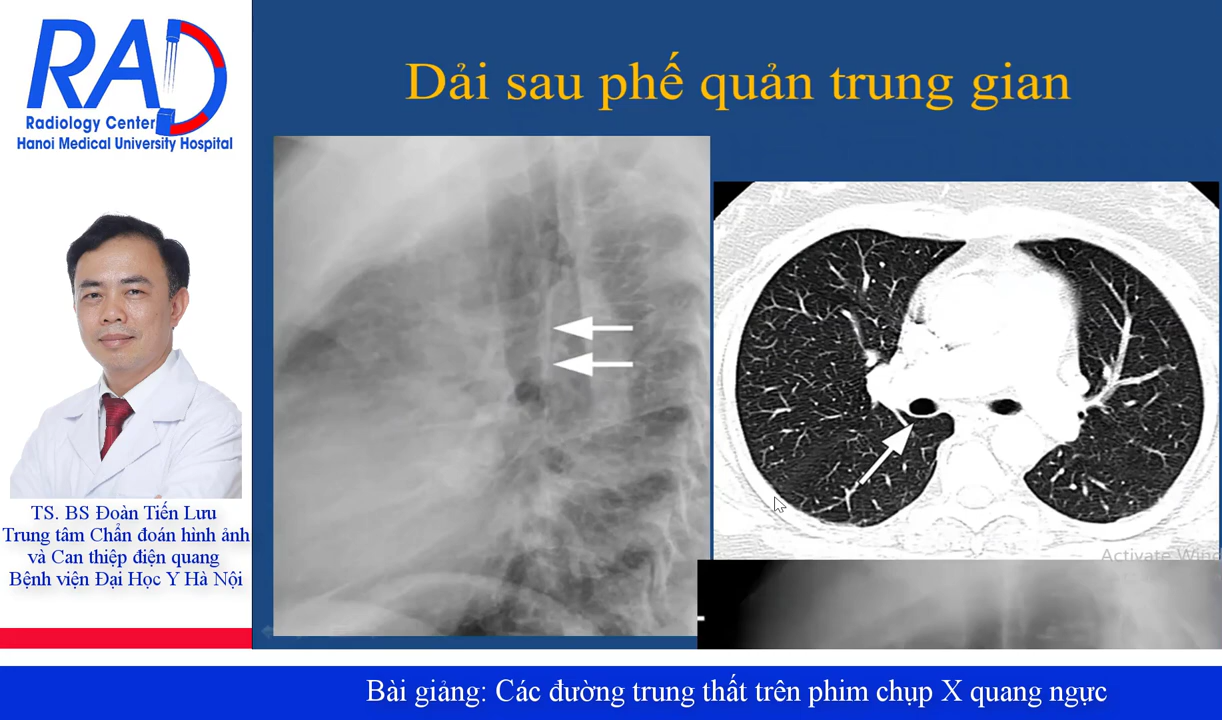 RAD
Radiology Center
Hanoi Medical University Hospital
Dải sau phế quản trung gian
TS. BS Đoàn Tiến Lưu
Trung tâm Chẩn đoán hình ảnh
và Can thiệp điện quang
Bệnh viện Đại Học Y Hà Nội
Activate Wind
Bài giảng: Các đường trung thất trên phim chụp X quang ngực